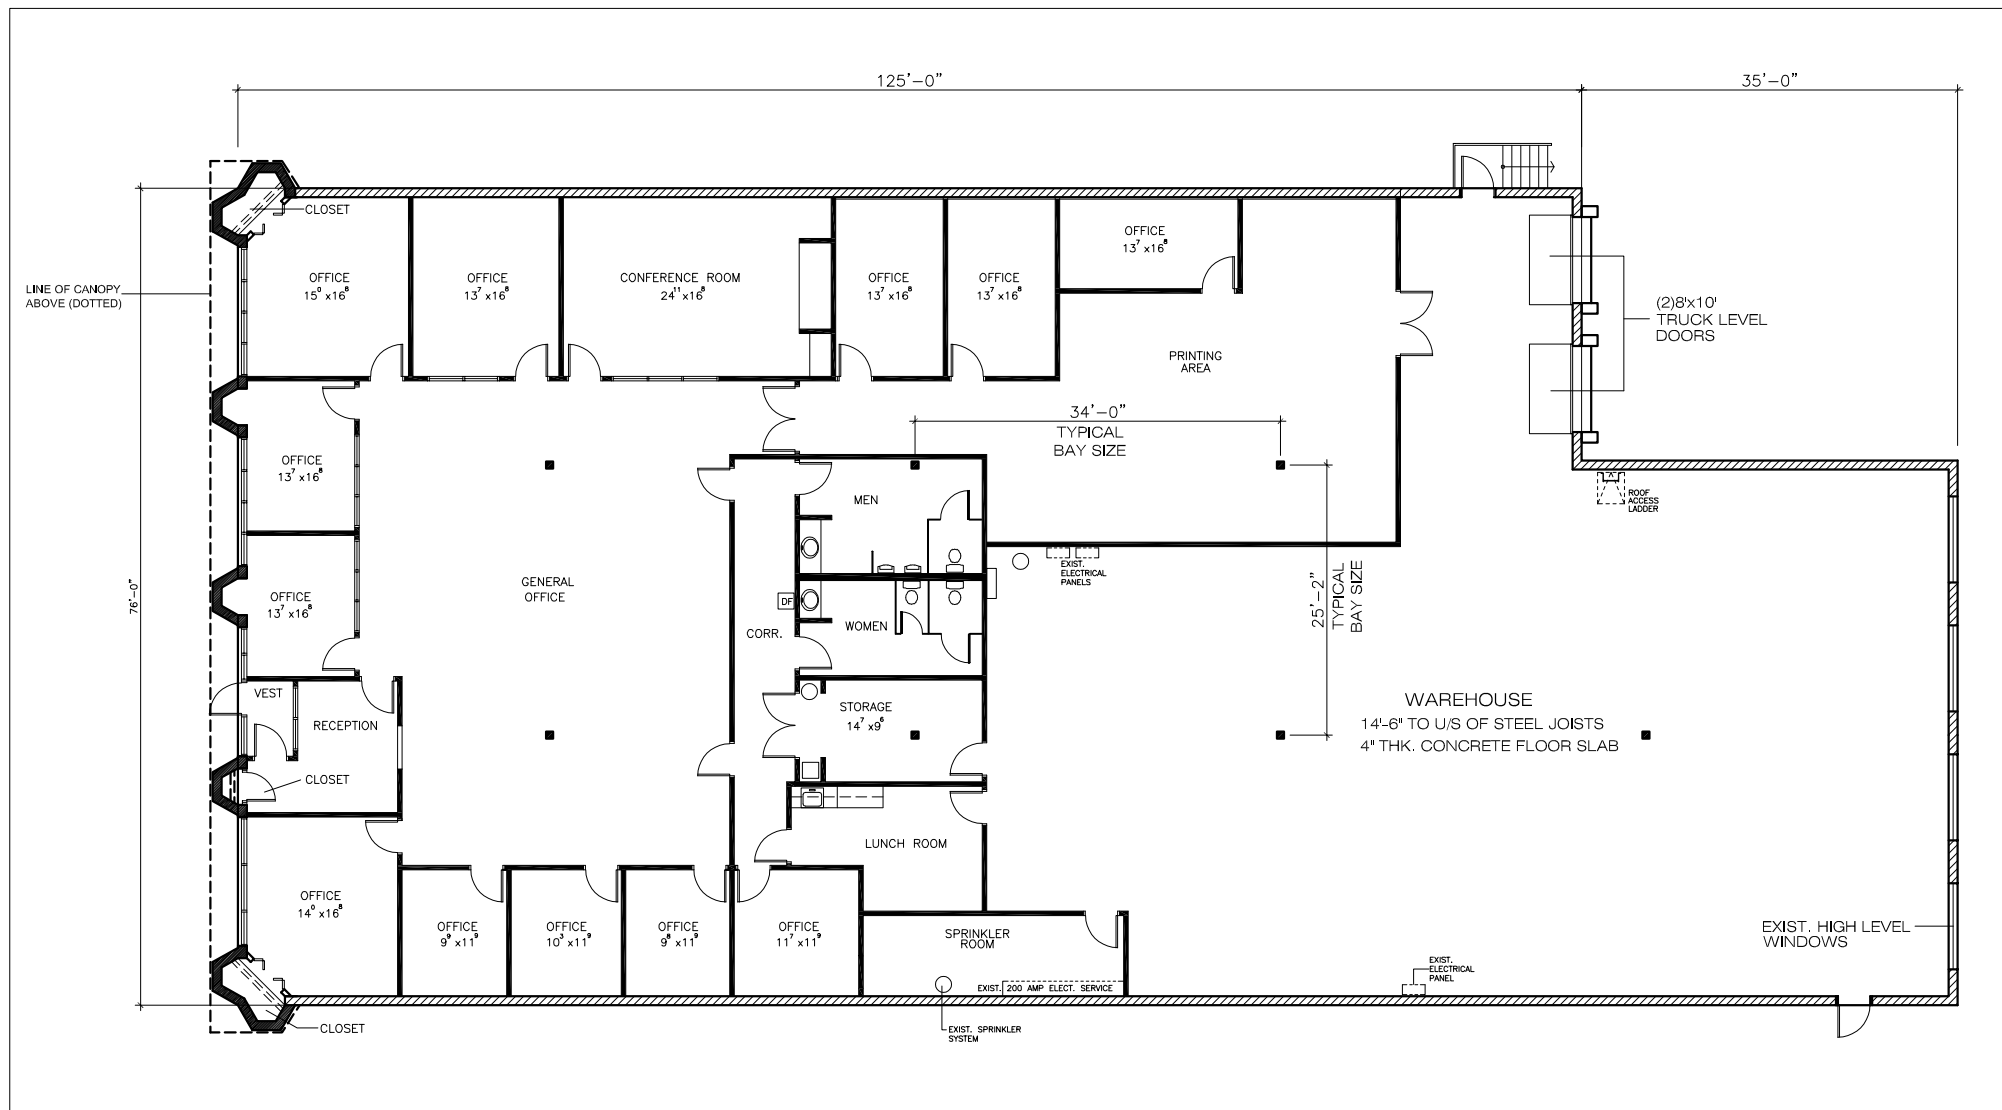 125'-0"
35'-0"
CLOSET
LINE OF CANOPY
ABOVE (DOTTED)
OFFICE
15⁰ x16⁸
OFFICE
13⁷ x16⁸
CONFERENCE ROOM
24¹¹ x16⁸
OFFICE
13⁷ x16⁸
OFFICE
13⁷ x16⁸
OFFICE
13⁷ x16⁸
(2)8'x10'
TRUCK LEVEL
DOORS
PRINTING
AREA
34'-0"
TYPICAL
BAY SIZE
OFFICE
13⁷ x16⁸
MEN
ROOF
ACCESS
LADDER
EXIST.
ELECTRICAL
PANELS
76'-0"
OFFICE
13⁷ x16⁸
GENERAL
OFFICE
DF
CORR.
WOMEN
25'-2"
TYPICAL
BAY SIZE
VEST
RECEPTION
STORAGE
14⁷ x9⁶
WAREHOUSE
14'-6" TO U/S OF STEEL JOISTS
4" THK. CONCRETE FLOOR SLAB
CLOSET
LUNCH ROOM
OFFICE
14⁰ x16⁸
OFFICE
9⁹ x11⁹
OFFICE
10³ x11⁹
OFFICE
9⁸ x11⁹
OFFICE
11⁷ x11⁹
SPRINKLER
ROOM
EXIST. HIGH LEVEL
WINDOWS
EXIST.
ELECTRICAL
PANEL
EXIST. 200 AMP ELECT. SERVICE
CLOSET
EXIST. SPRINKLER
SYSTEM